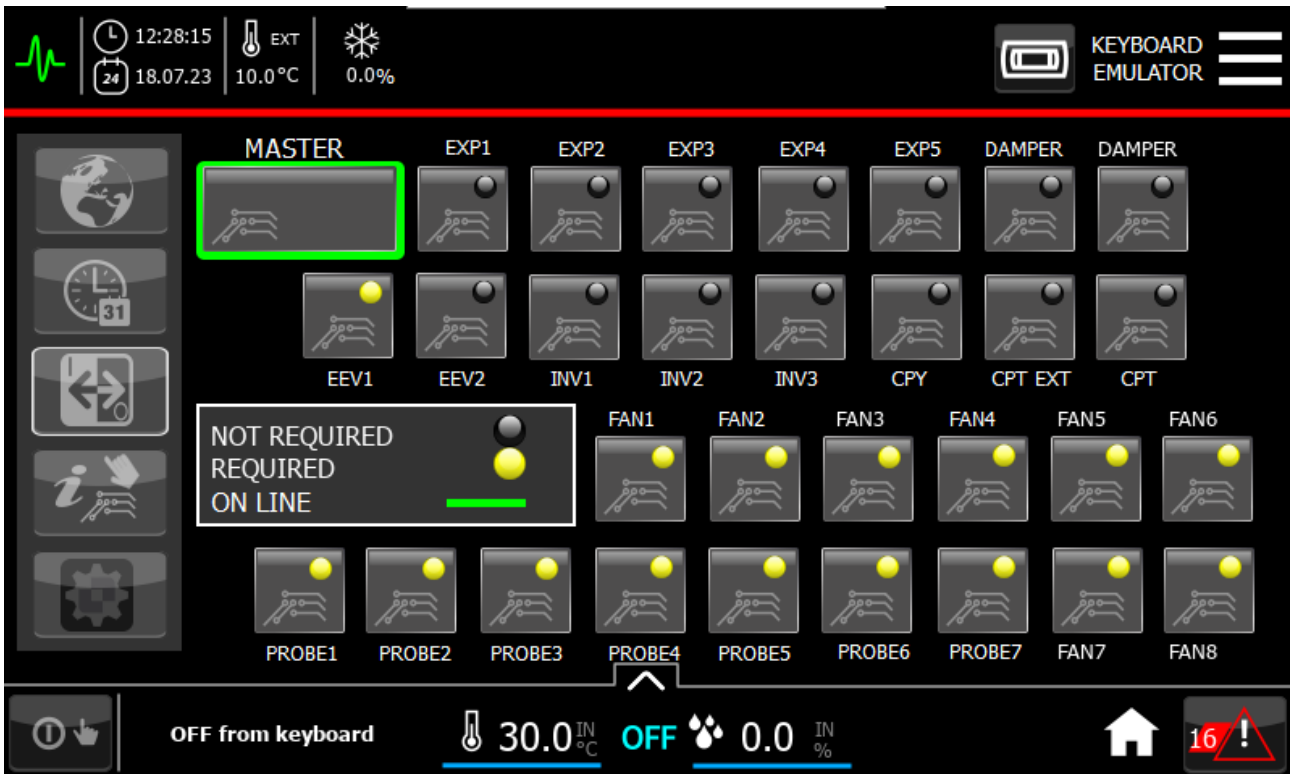 12:28:15
EXT
KEYBOARD
24
18.07.23
10.0°C
0.0%
EMULATOR
MASTER
EXP1
EXP2
EXP3
EXP4
EXP5
DAMPER
DAMPER
31
EEV1
EEV2
INV1
INV2
INV3
CPY
CPT EXT
CPT
I
O
NOT REQUIRED
REQUIRED
ON LINE
FAN1
FAN2
FAN3
FAN4
FAN5
FAN6
i
PROBE1
PROBE2
PROBE3
PROBE4
PROBE5
PROBE6
PROBE7
FAN7
FAN8
OFF from keyboard
30.0
IN
°C
OFF
0.0
IN
%
16
!